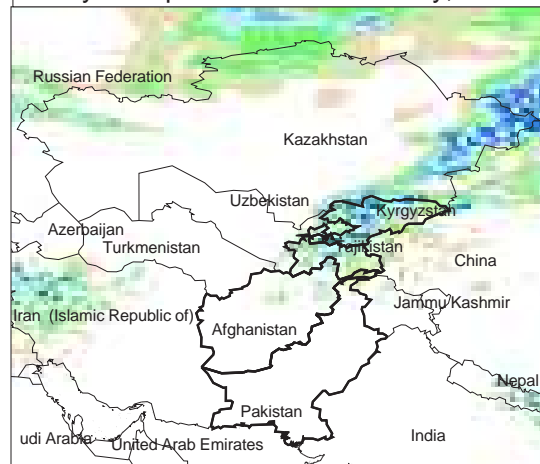 Russian Federation
Kazakhstan
Uzbekistan
Kyrgyzstan
Azerbaijan
Turkmenistan
Tajikistan
China
Jammu Kashmir
Iran (Islamic Republic of)
Afghanistan
Nepal
Pakistan
udi Arabia
United Arab Emirates
India